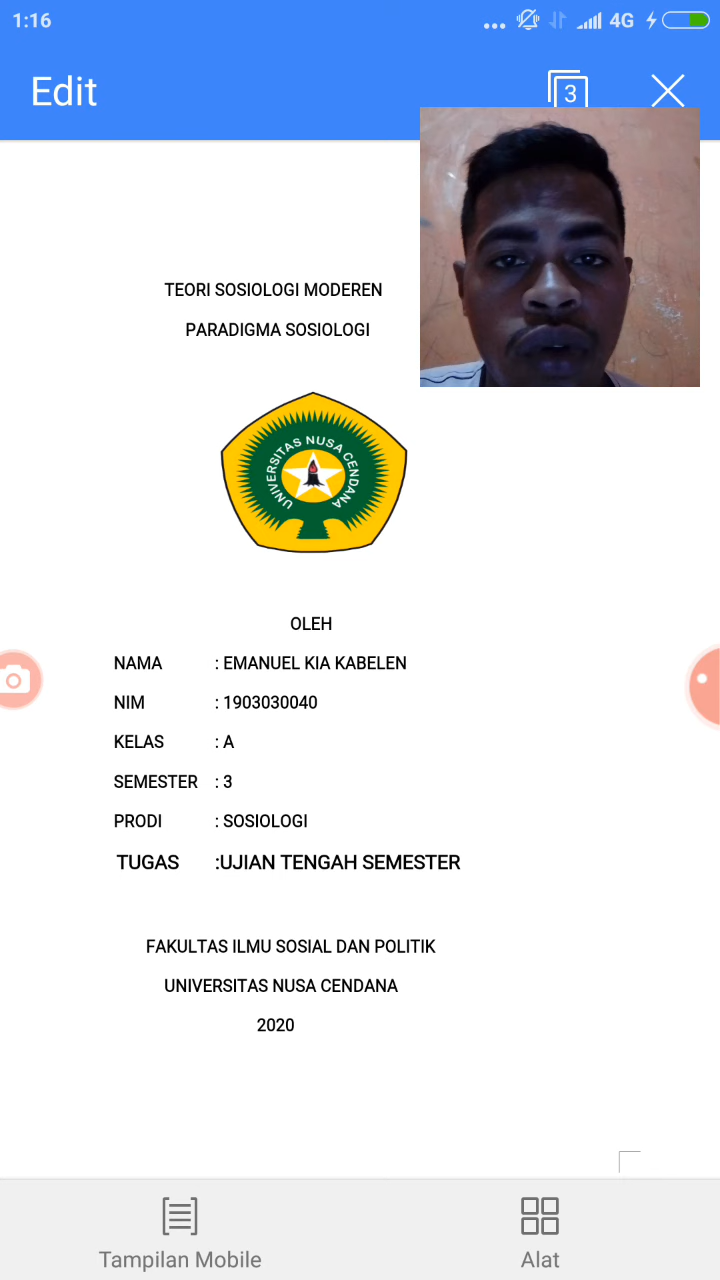 1:16
4G
Edit
3
TEORI SOSIOLOGI MODEREN
PARADIGMA SOSIOLOGI
UNIVERSITAS NUSA CENDANA
OLEH
NAMA : EMANUEL KIA KABELEN
NIM : 1903030040
KELAS : A
SEMESTER : 3
PRODI : SOSIOLOGI
TUGAS :UJIAN TENGAH SEMESTER
FAKULTAS ILMU SOSIAL DAN POLITIK
UNIVERSITAS NUSA CENDANA
2020
Tampilan Mobile
Alat